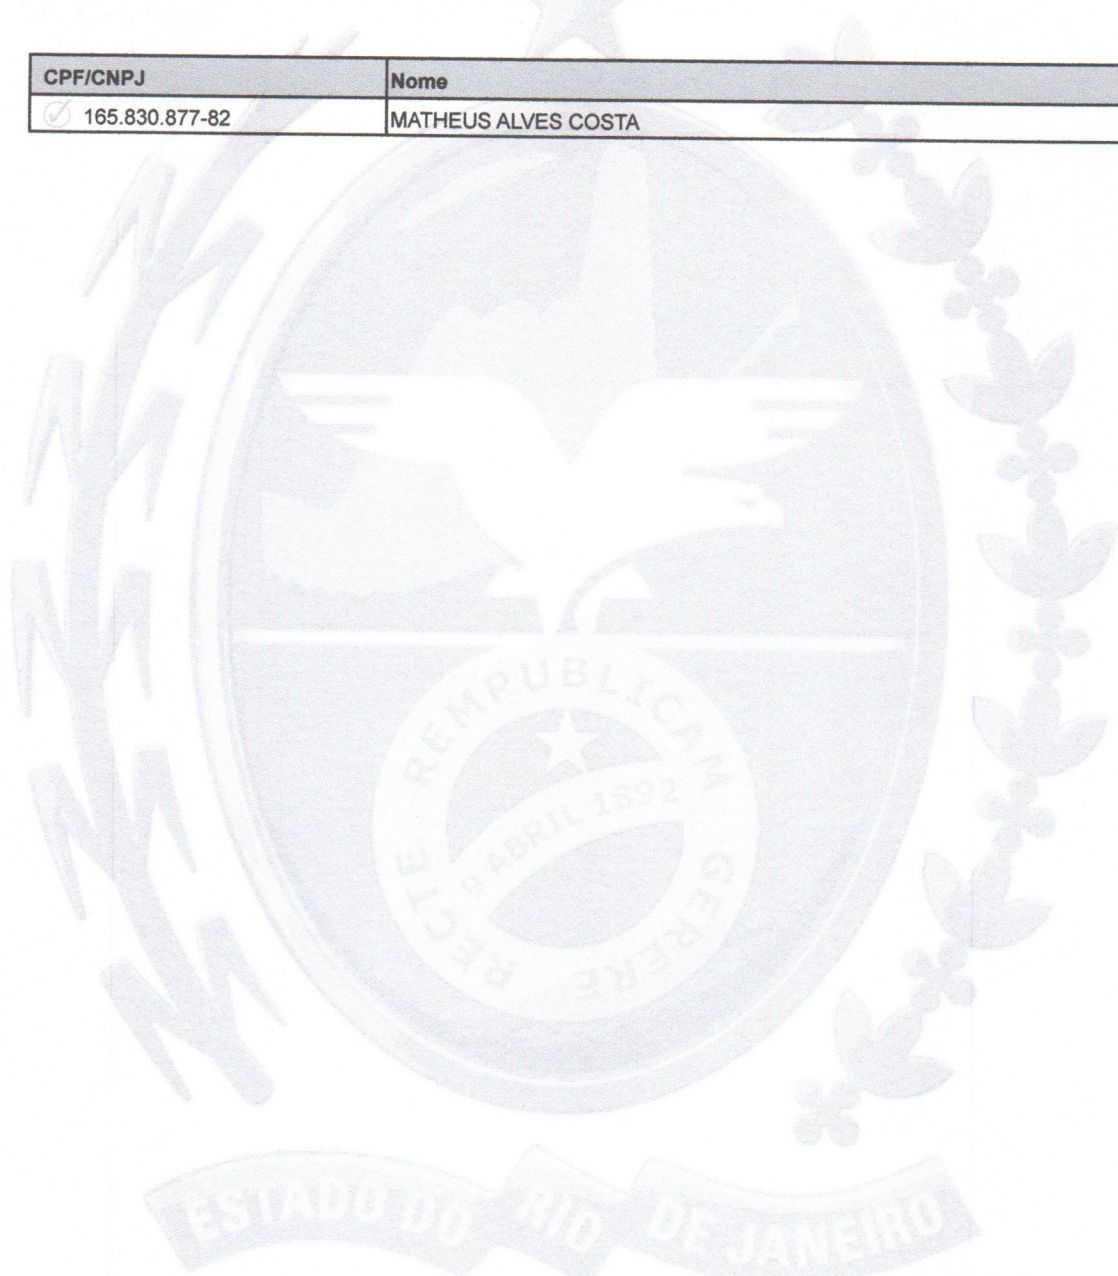 CPF/CNPJ Nome
165.830.877-82 MATHEUS ALVES COSTA
RECTE REMPUBLICAM GERERE
9 ABRIL 1892
ESTADO DO RIO DE JANEIRO